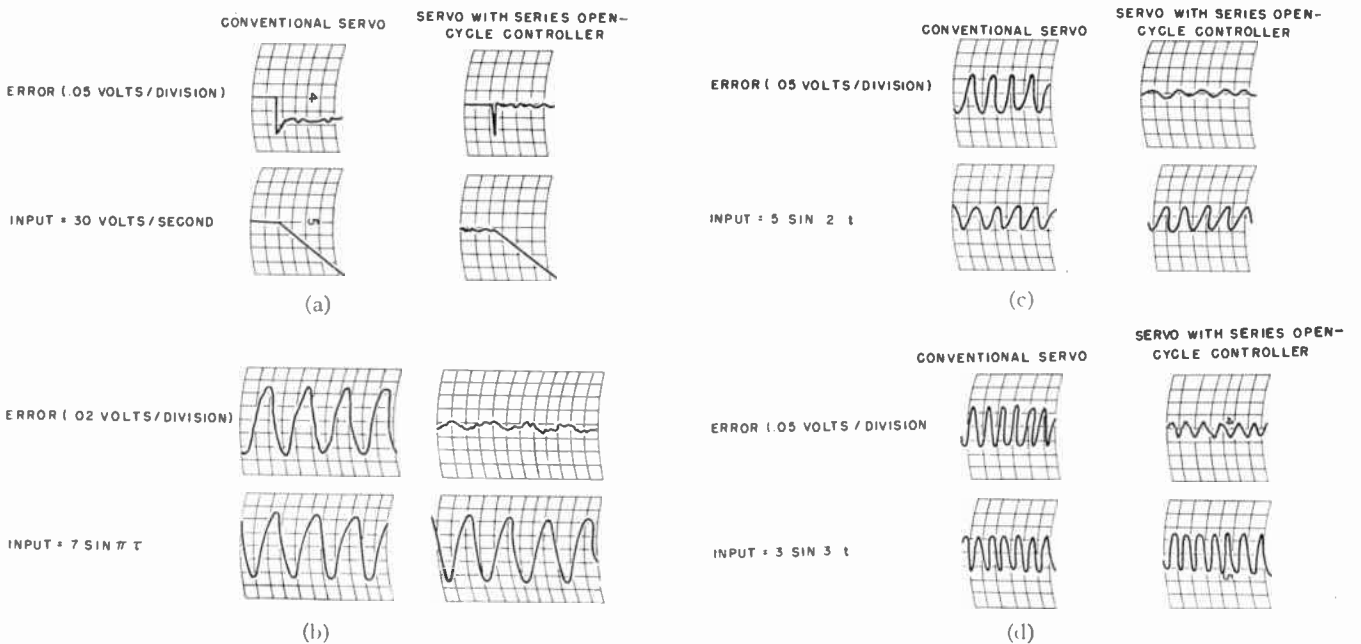 CONVENTIONAL SERVO
SERVO WITH SERIES OPEN-
CYCLE CONTROLLER
ERROR (.05 VOLTS/DIVISION)
4
INPUT = 30 VOLTS/SECOND
5
(a)
ERROR (02 VOLTS/DIVISION)
INPUT = 7 SIN π τ
(b)
CONVENTIONAL SERVO
SERVO WITH SERIES OPEN-
CYCLE CONTROLLER
ERROR (05 VOLTS/DIVISION)
INPUT = 5 SIN 2 t
(c)
CONVENTIONAL SERVO
SERVO WITH SERIES OPEN-
CYCLE CONTROLLER
ERROR (.05 VOLTS / DIVISION
INPUT = 3 SIN 3 t
(d)